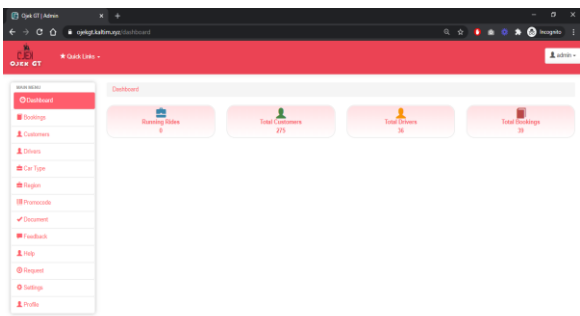 Ojek GT | Admin
ojekgt.kaltim.xyz/dashboard
Incognito
OJEK
OJEK GT
Quick Links
admin
MAIN MENU
Dashboard
Dashboard
Bookings
Customers
Drivers
Car Type
Region
Promocode
Document
Feedback
Help
Request
Settings
Profile
Running Rides
0
Total Customers
275
Total Drivers
36
Total Bookings